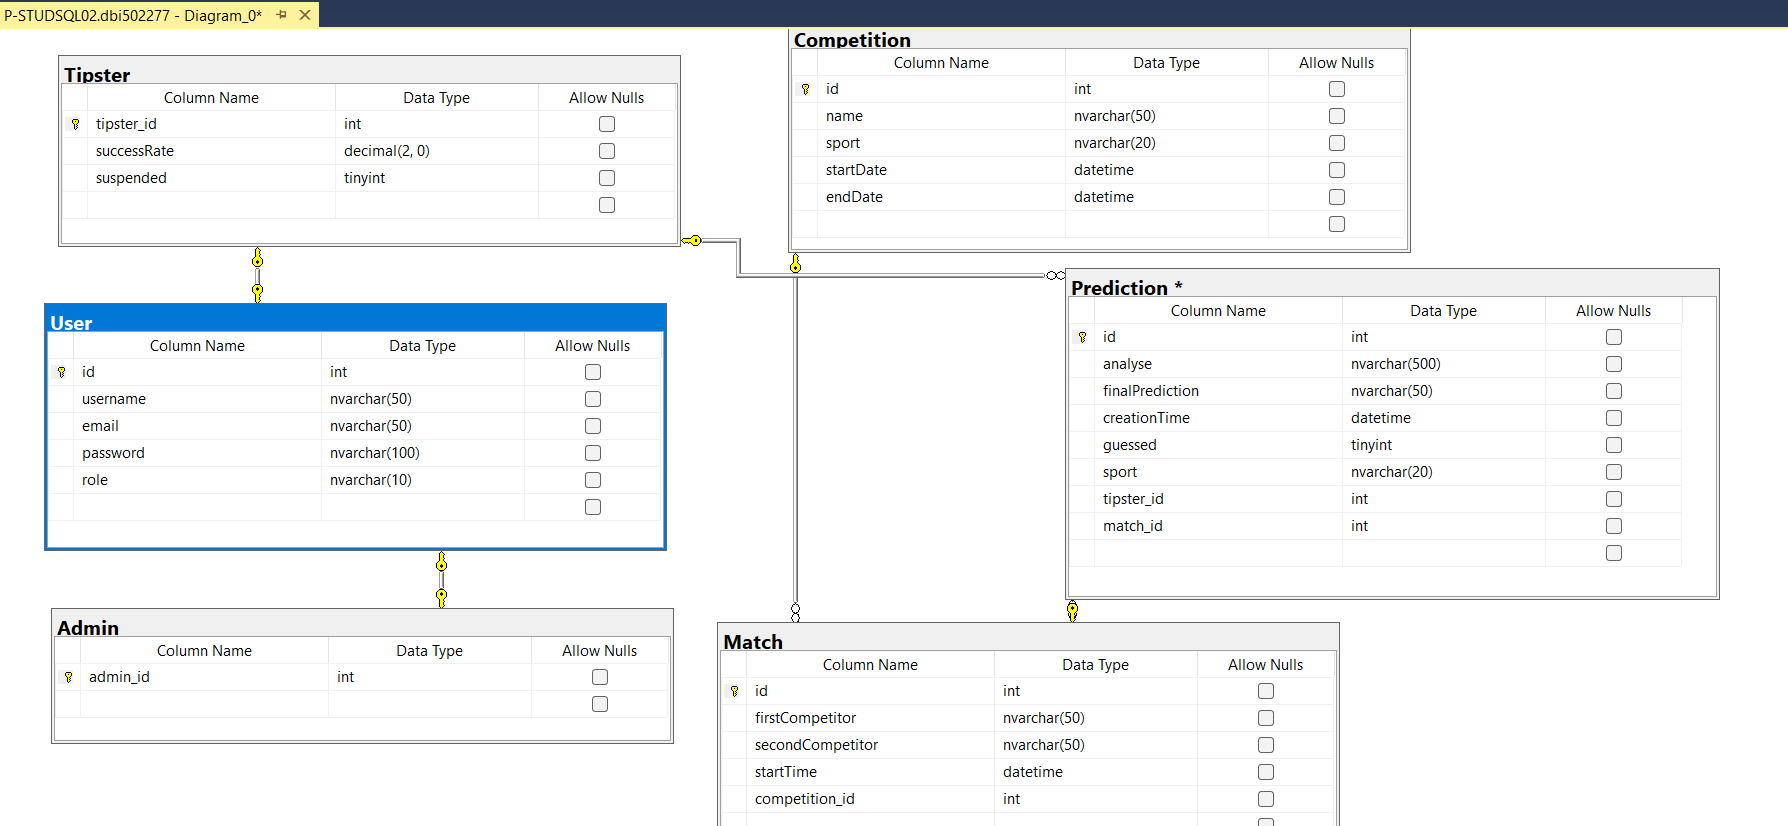 P-STUDSQL02.dbi502277 - Diagram_0*
Tipster
Column Name Data Type Allow Nulls
tipster_id int
successRate decimal(2, 0)
suspended tinyint
Competition
Column Name Data Type Allow Nulls
id int
name nvarchar(50)
sport nvarchar(20)
startDate datetime
endDate datetime
User
Column Name Data Type Allow Nulls
id int
username nvarchar(50)
email nvarchar(50)
password nvarchar(100)
role nvarchar(10)
Prediction *
Column Name Data Type Allow Nulls
id int
analyse nvarchar(500)
finalPrediction nvarchar(50)
creationTime datetime
guessed tinyint
sport nvarchar(20)
tipster_id int
match_id int
Admin
Column Name Data Type Allow Nulls
admin_id int
Match
Column Name Data Type Allow Nulls
id int
firstCompetitor nvarchar(50)
secondCompetitor nvarchar(50)
startTime datetime
competition_id int